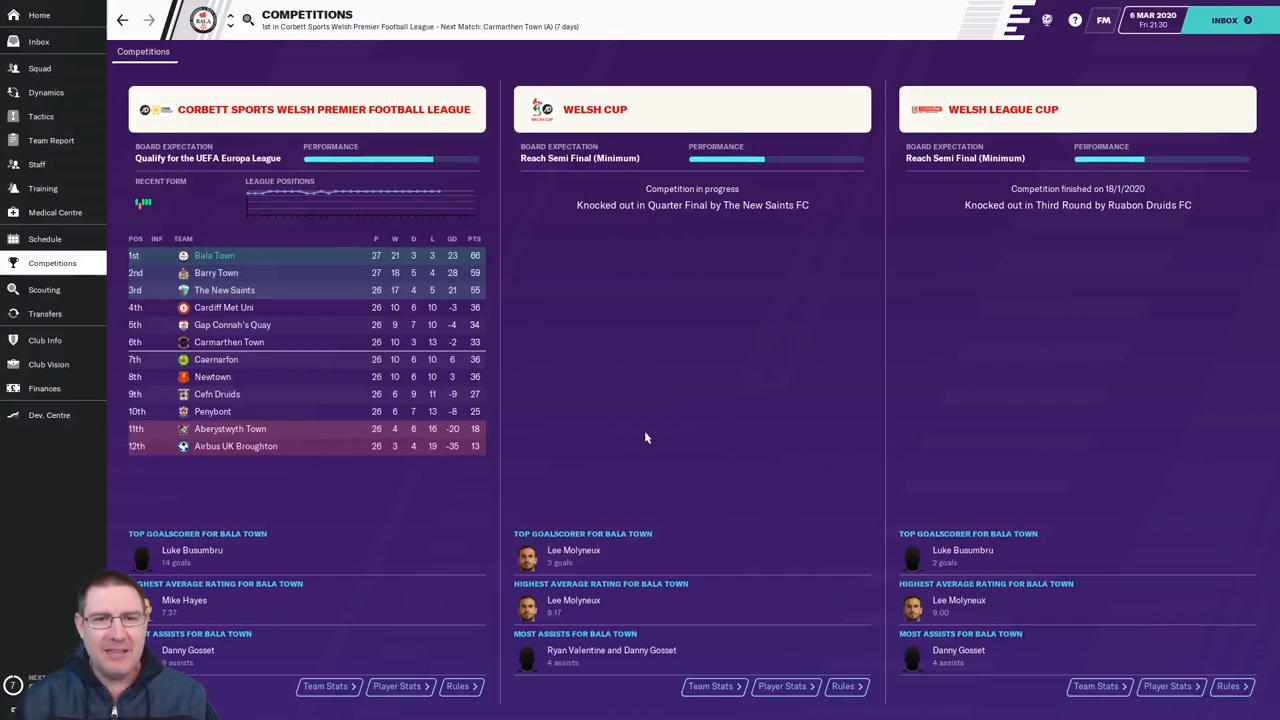 COMPETITIONS
1st in Corbett Sports Welsh Premier Football League - Next Match: Carmarthen Town (A) (7 days)
FM
6 MAR 2020
Fri 21:30
INBOX
Home
Inbox
Squad
Dynamics
Tactics
Team Report
Staff
Training
Medical Centre
Schedule
Competitions
Scouting
Transfers
Club Info
Club Vision
Finances
Dev. Centre
Competitions
CORBETT SPORTS WELSH PREMIER FOOTBALL LEAGUE
BOARD EXPECTATION PERFORMANCE
Qualify for the UEFA Europa League
RECENT FORM LEAGUE POSITIONS
POS INF TEAM P W D L GD PTS
1st Bala Town 27 21 3 3 23 66
2nd Barry Town 27 18 5 4 28 59
3rd The New Saints 26 17 4 5 21 55
4th Cardiff Met Uni 26 10 6 10 -3 36
5th Gap Connah's Quay 26 9 7 10 -4 34
6th Carmarthen Town 26 10 3 13 -2 33
7th Caernarfon 26 10 6 10 6 36
8th Newtown 26 10 6 10 3 36
9th Cefn Druids 26 6 9 11 -9 27
10th Penybont 26 6 7 13 -8 25
11th Aberystwyth Town 26 4 6 16 -20 18
12th Airbus UK Broughton 26 3 4 19 -35 13
TOP GOALSCORER FOR BALA TOWN
Luke Busumbru
14 goals
HIGHEST AVERAGE RATING FOR BALA TOWN
Mike Hayes
7.37
ASSISTS FOR BALA TOWN
Danny Gosset
9 assists
Team Stats Player Stats Rules
WELSH CUP
BOARD EXPECTATION PERFORMANCE
Reach Semi Final (Minimum)
Competition in progress
Knocked out in Quarter Final by The New Saints FC
TOP GOALSCORER FOR BALA TOWN
Lee Molyneux
3 goals
HIGHEST AVERAGE RATING FOR BALA TOWN
Lee Molyneux
8.17
MOST ASSISTS FOR BALA TOWN
Ryan Valentine and Danny Gosset
4 assists
Team Stats Player Stats Rules
WELSH LEAGUE CUP
BOARD EXPECTATION PERFORMANCE
Reach Semi Final (Minimum)
Competition finished on 18/1/2020
Knocked out in Third Round by Ruabon Druids FC
TOP GOALSCORER FOR BALA TOWN
Luke Busumbru
2 goals
HIGHEST AVERAGE RATING FOR BALA TOWN
Lee Molyneux
9.00
MOST ASSISTS FOR BALA TOWN
Danny Gosset
4 assists
Team Stats Player Stats Rules